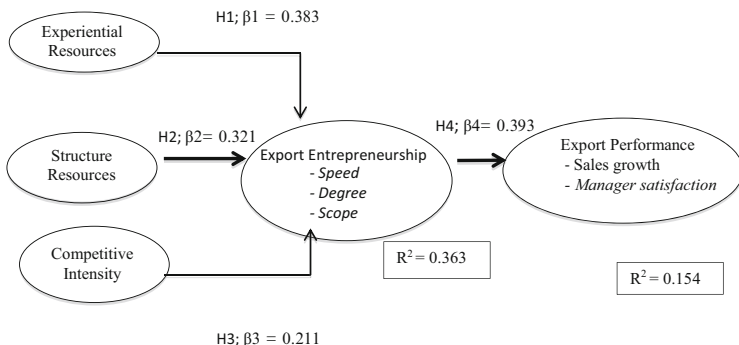 H1; β1 = 0.383
Experiential
Resources
H2; β2= 0.321
H4; β4= 0.393
Structure
Resources
Export Entrepreneurship
- Speed
- Degree
- Scope
Export Performance
- Sales growth
- Manager satisfaction
Competitive
Intensity
R² = 0.363
R² = 0.154
H3; β3 = 0.211